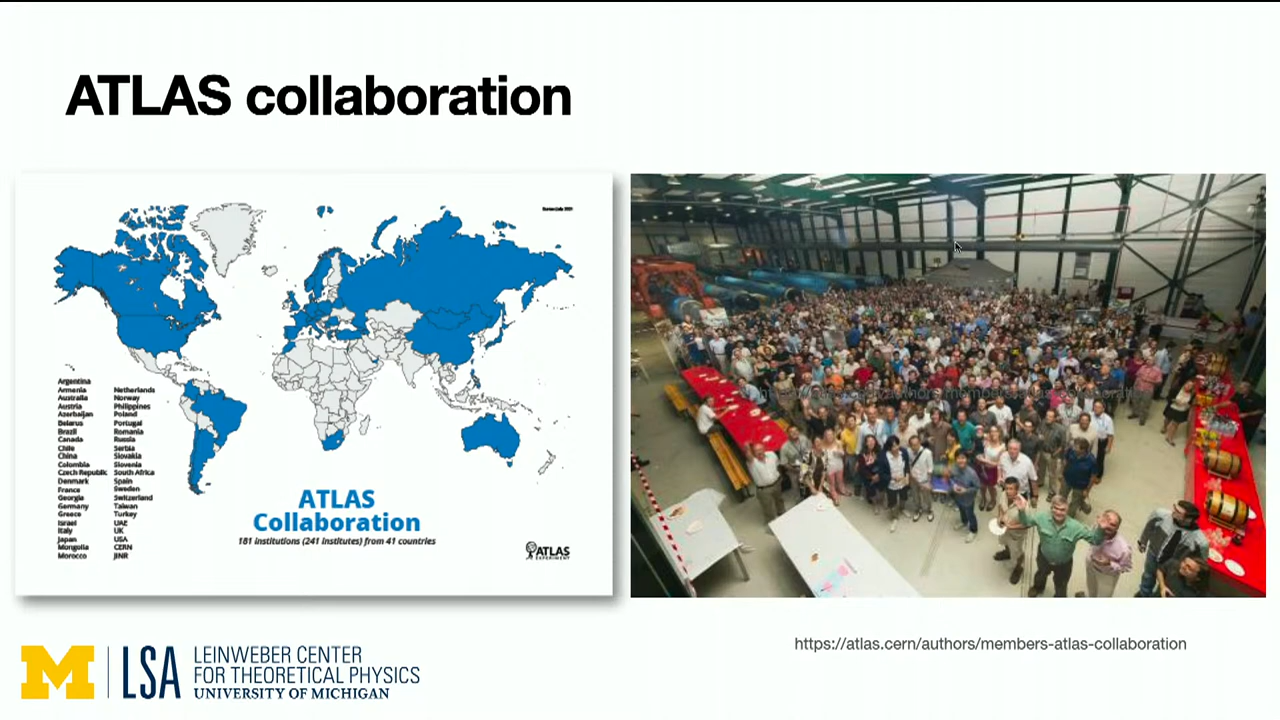 ATLAS collaboration
Argentina
Armenia
Australia
Austria
Azerbaijan
Belarus
Brazil
Canada
Chile
China
Colombia
Czech Republic
Denmark
France
Georgia
Germany
Greece
Israel
Italy
Japan
Mongolia
Morocco
Netherlands
Norway
Philippines
Poland
Portugal
Romania
Russia
Serbia
Slovakia
Slovenia
South Africa
Spain
Sweden
Switzerland
Taiwan
Turkey
UAE
UK
USA
CERN
JINR
ATLAS
Collaboration
181 institutions (241 institutes) from 41 countries
ATLAS
EXPERIMENT
https://atlas.cern/authors/members-atlas-collaboration
M LSA
LEINWEBER CENTER
FOR THEORETICAL PHYSICS
UNIVERSITY OF MICHIGAN